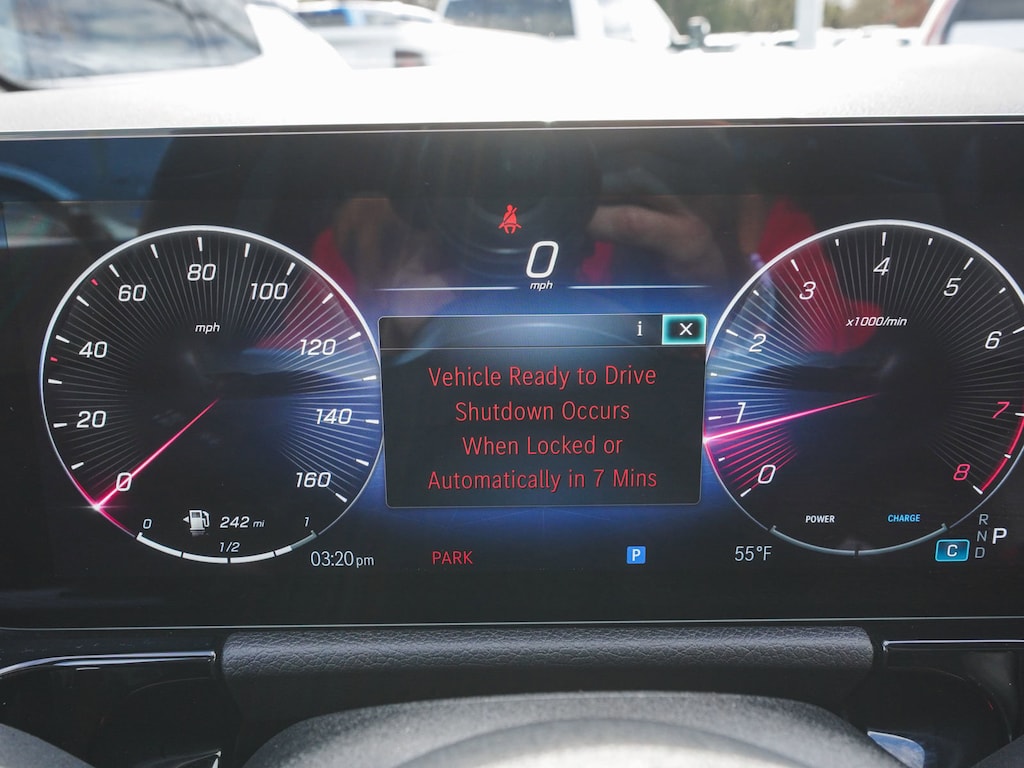 0
mph
i X
Vehicle Ready to Drive
Shutdown Occurs
When Locked or
Automatically in 7 Mins
0 20 40 60 80 100 120 140 160
mph
0 1/2 1
242 mi
03:20pm
PARK
P
55°F
0 1 2 3 4 5 6 7 8
x1000/min
POWER
CHARGE
C
R
N P
D